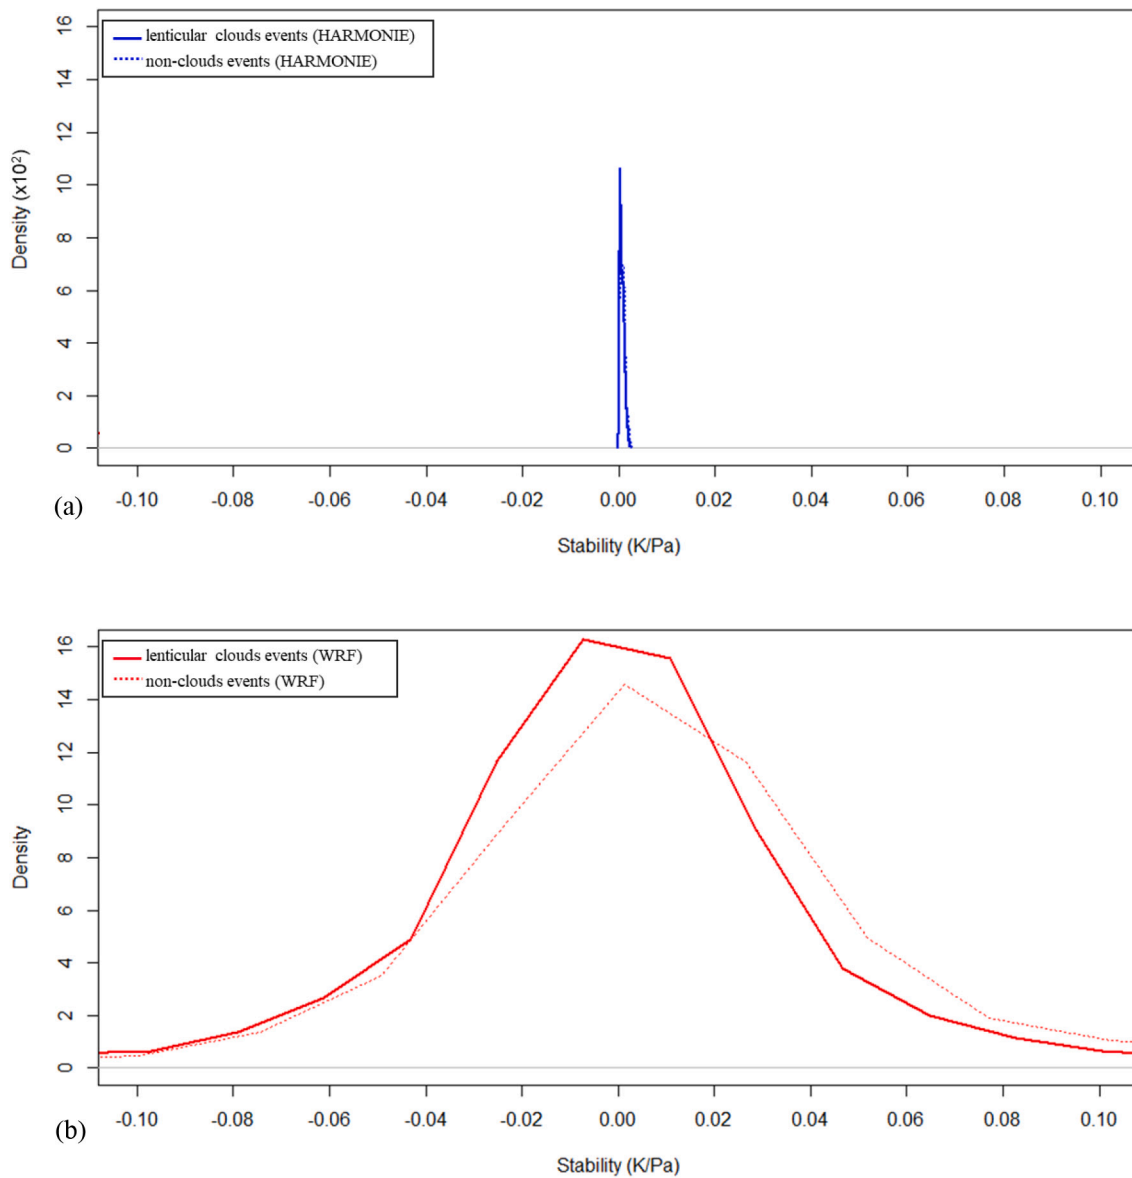 lenticular clouds events (HARMONIE)
non-clouds events (HARMONIE)
16
14
12
10
8
6
4
2
0
Density (x10²)
-0.10 -0.08 -0.06 -0.04 -0.02 0.00 0.02 0.04 0.06 0.08 0.10
(a)
Stability (K/Pa)
lenticular clouds events (WRF)
non-clouds events (WRF)
16
14
12
10
8
6
4
2
0
Density
-0.10 -0.08 -0.06 -0.04 -0.02 0.00 0.02 0.04 0.06 0.08 0.10
(b)
Stability (K/Pa)